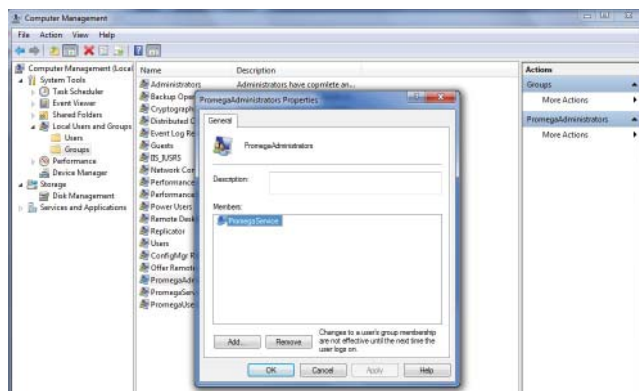 Computer Management
File Action View Help
Computer Management (Local
System Tools
Task Scheduler
Event Viewer
Shared Folders
Local Users and Groups
Users
Groups
Performance
Device Manager
Storage
Disk Management
Services and Applications
Name Description
Administrators Administrators have copmlete an...
Backup Oper
Cryptograph
Distributed C
Event Log Re
Guests
IIS_IUSRS
Network Con
Performance
Performance
Power Users
Remote Desk
Replicator
Users
ConfigMgr R
Offer Remot
PromegaAdm
PromegaServ
PromegaUse
PromegaAdministrators Properties
General
PromegaAdministrators
Description:
Members:
PromegaService
Add...
Remove
Changes to a user's group membership
are not effective until the next time the
user logs on.
OK
Cancel
Apply
Help
Actions
Groups
More Actions
PromegaAdministrators
More Actions